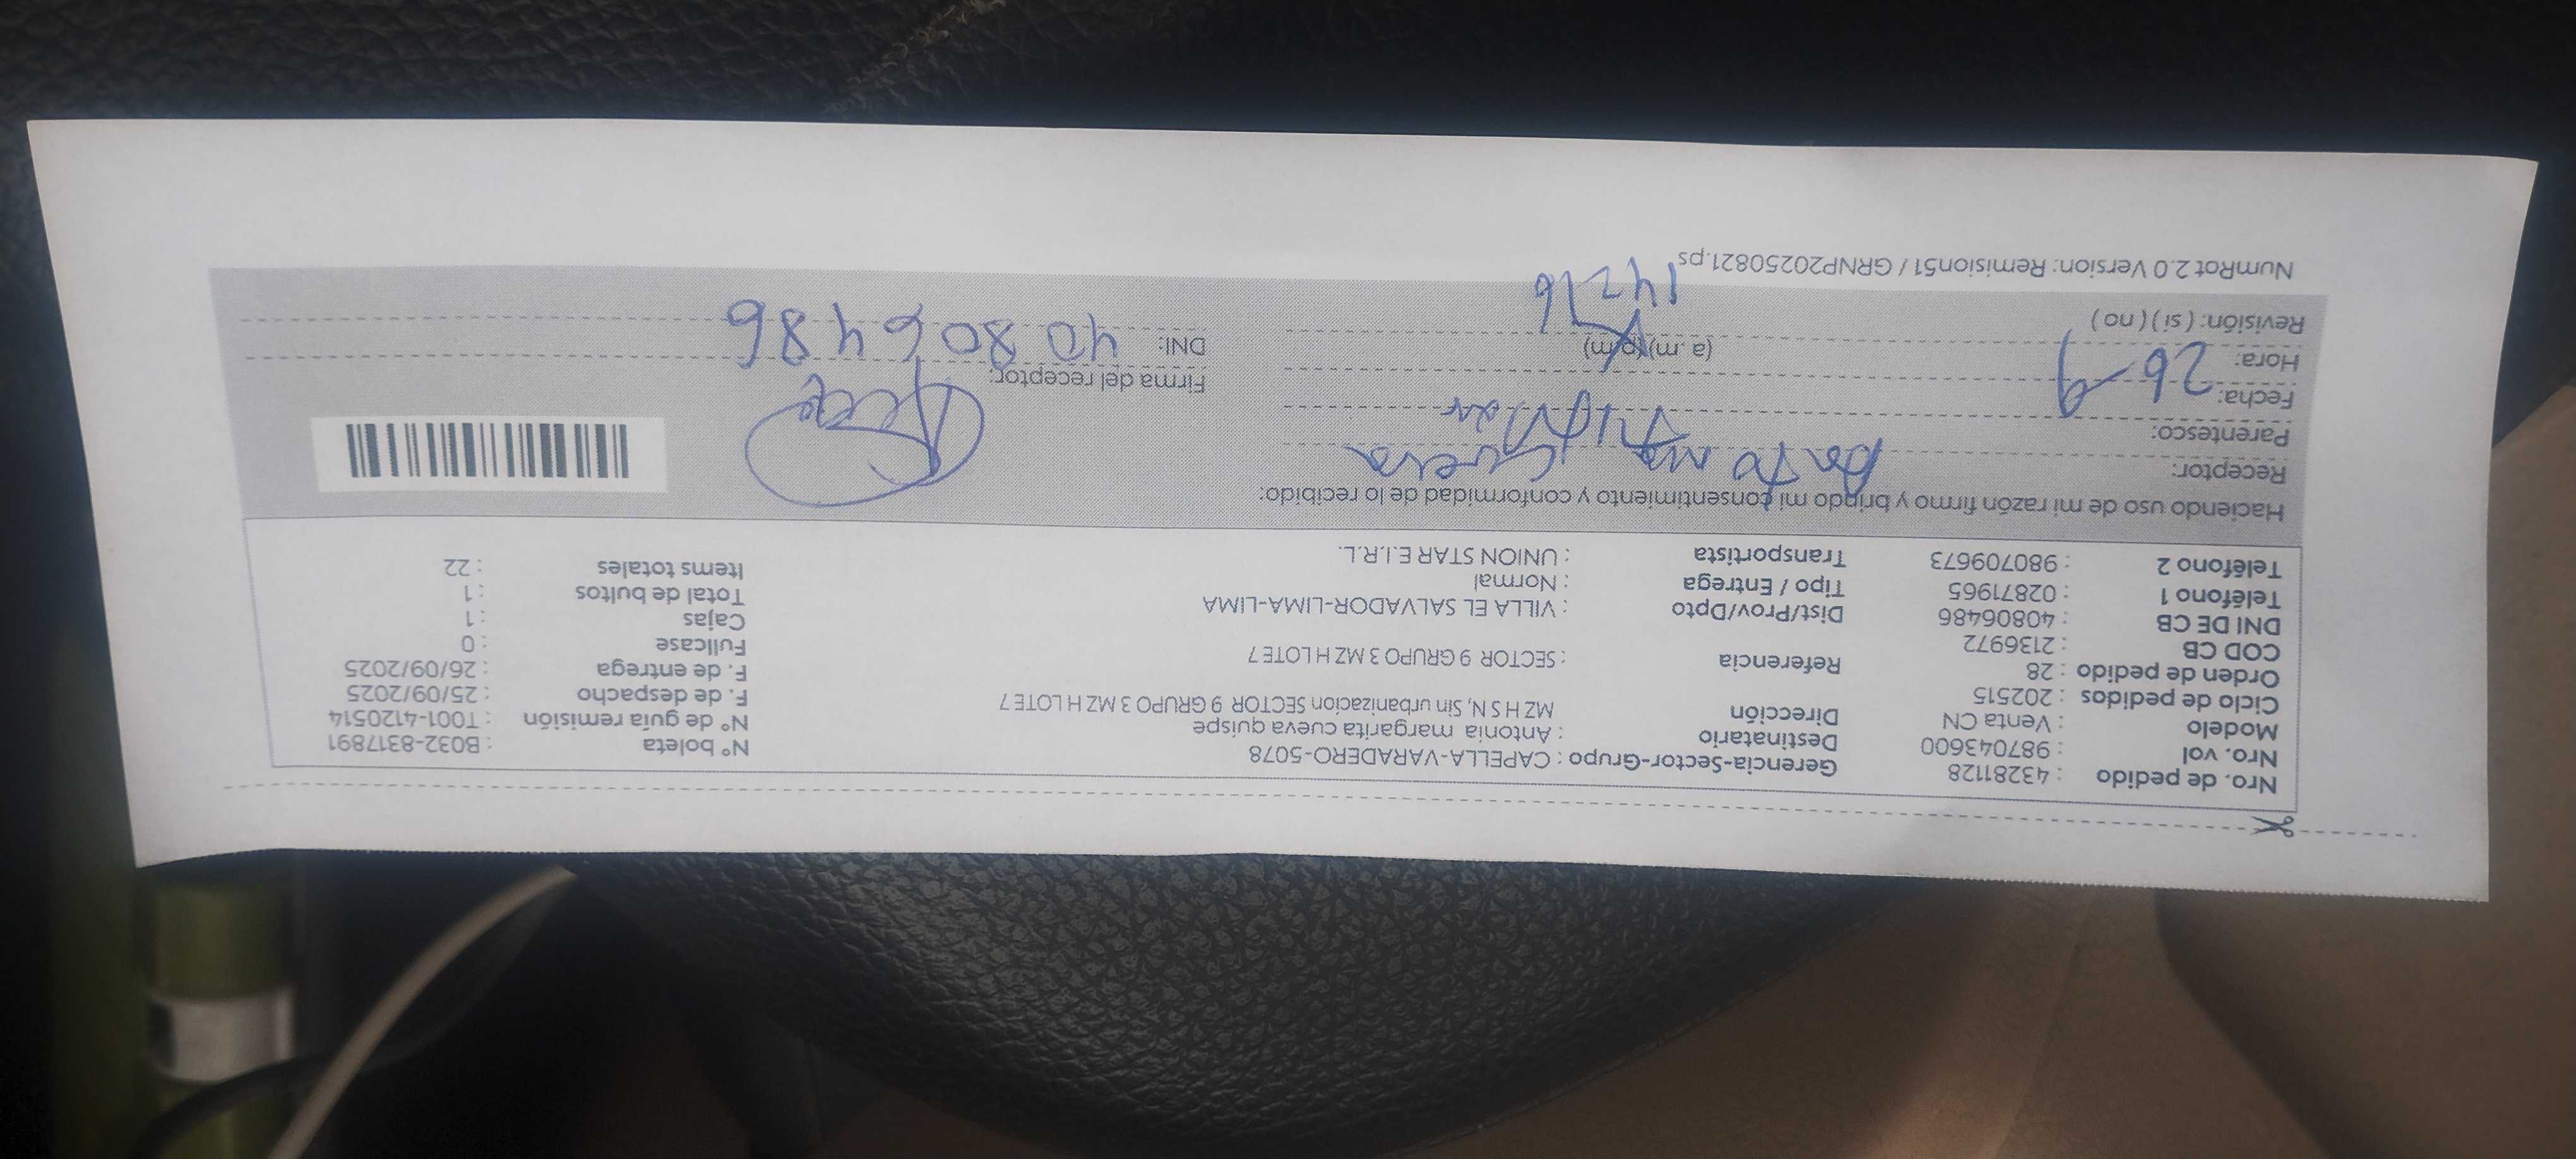 Nro. de pedido : 43281128 Gerencia-Sector-Grupo : CAPELLA-VARADERO-5078 Nº boleta : B032-8317891
Nro. vol : 987043600 Destinatario : Antonia margarita cueva quispe Nº de guía remisión : T001-4120514
Modelo : Venta CN Dirección MZ H S N, Sin urbanizacion SECTOR 9 GRUPO 3 MZ H LOTE 7 F. de despacho : 25/09/2025
Ciclo de pedidos : 202515 F. de entrega : 26/09/2025
Orden de pedido : 28 Referencia : SECTOR 9 GRUPO 3 MZ H LOTE 7 Fullcase : 0
COD CB : 2136972 Cajas : 1
DNI DE CB : 40806486 Dist/Prov/Dpto : VILLA EL SALVADOR-LIMA-LIMA Total de bultos : 1
Teléfono 1 : 02871965 Tipo / Entrega : Normal Items totales : 22
Teléfono 2 : 980709673 Transportista : UNION STAR E.I.R.L.
Haciendo uso de mi razón firmo y brindo mi consentimiento y conformidad de lo recibido:
Receptor: Cueva
Parentesco: titular
Fecha: 26-9 Firma del receptor:
Hora: (a. m) (p. m) DNI: 40806486
Revisión: ( si ) ( no )
NumRot 2.0 Version: Remision51 / GRNP20250821.ps